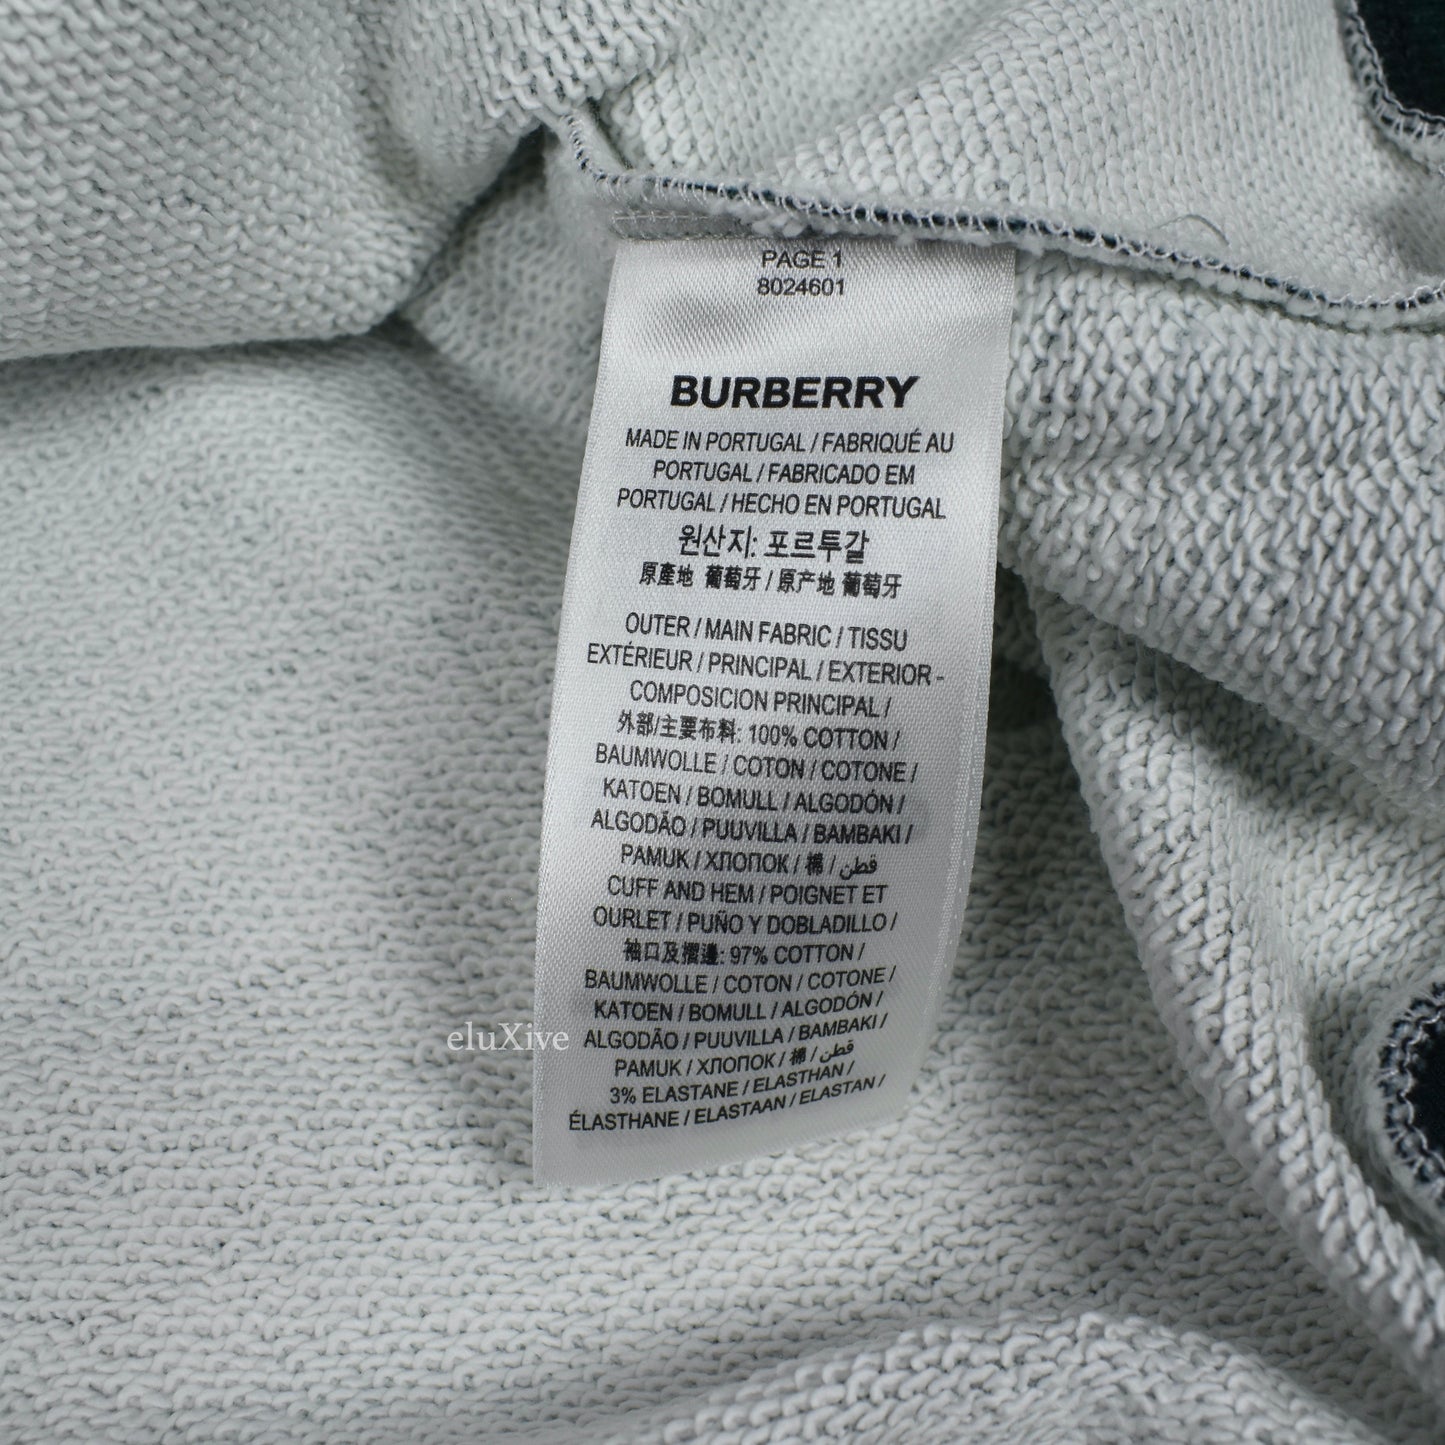 PAGE 1
8024601
BURBERRY
MADE IN PORTUGAL / FABRIQUÉ AU
PORTUGAL / FABRICADO EM
PORTUGAL / HECHO EN PORTUGAL
원산지: 포르투갈
原產地 葡萄牙 / 原产地 葡萄牙
OUTER / MAIN FABRIC / TISSU
EXTÉRIEUR / PRINCIPAL / EXTERIOR -
COMPOSICION PRINCIPAL /
外部/主要布料: 100% COTTON /
BAUMWOLLE / COTON / COTONE /
KATOEN / BOMULL / ALGODÓN /
ALGODÃO / PUUVILLA / BAMBAKI /
PAMUK / ХЛОПОК / 棉 / قطن /
CUFF AND HEM / POIGNET ET
OURLET / PUÑO Y DOBLADILLO /
袖口及摺邊: 97% COTTON /
BAUMWOLLE / COTON / COTONE /
KATOEN / BOMULL / ALGODÓN /
ALGODÃO / PUUVILLA / BAMBAKI /
PAMUK / ХЛОПОК / 棉 / قطن /
3% ELASTANE / ELASTHAN /
ÉLASTHANE / ELASTAAN / ELASTAN /
eluXive